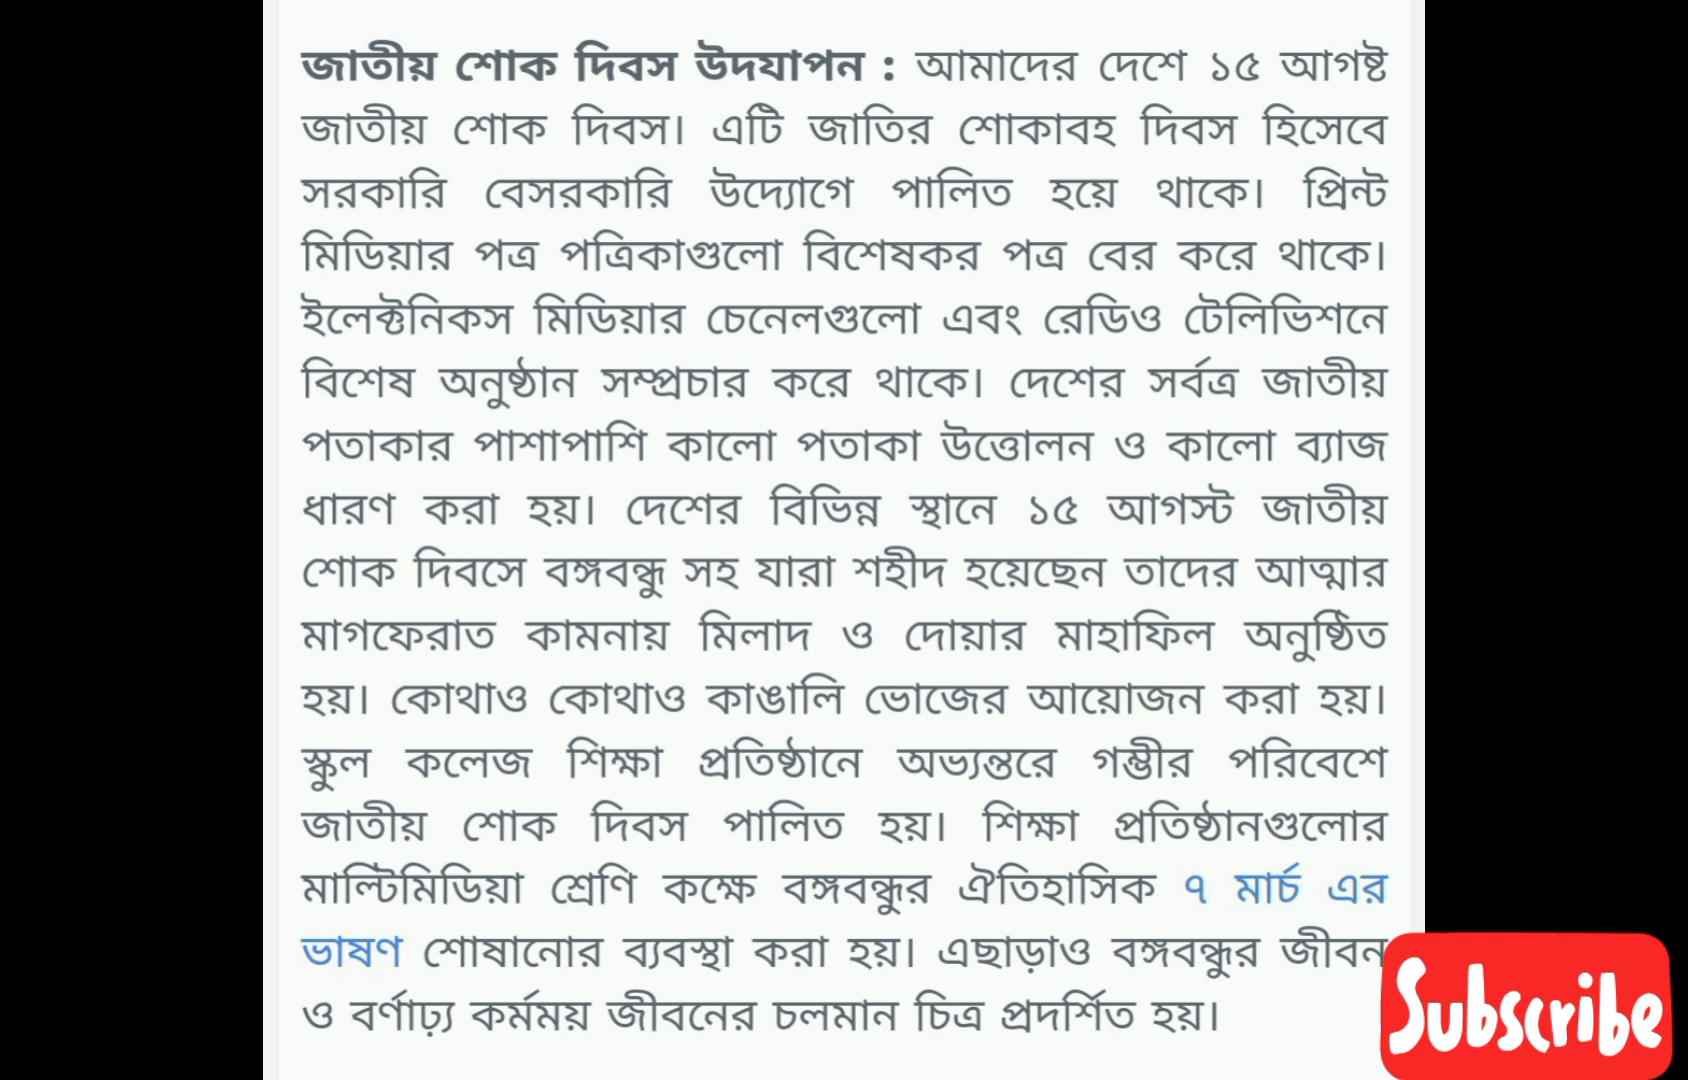 জাতীয় শোক দিবস উদযাপন : আমাদের দেশে ১৫ আগষ্ট
জাতীয় শোক দিবস। এটি জাতির শোকাবহ দিবস হিসেবে
সরকারি বেসরকারি উদ্যোগে পালিত হয়ে থাকে। প্রিন্ট
মিডিয়ার পত্র পত্রিকাগুলো বিশেষকর পত্র বের করে থাকে।
ইলেক্টনিকস মিডিয়ার চেনেলগুলো এবং রেডিও টেলিভিশনে
বিশেষ অনুষ্ঠান সম্প্রচার করে থাকে। দেশের সর্বত্র জাতীয়
পতাকার পাশাপাশি কালো পতাকা উত্তোলন ও কালো ব্যাজ
ধারণ করা হয়। দেশের বিভিন্ন স্থানে ১৫ আগস্ট জাতীয়
শোক দিবসে বঙ্গবন্ধু সহ যারা শহীদ হয়েছেন তাদের আত্মার
মাগফেরাত কামনায় মিলাদ ও দোয়ার মাহাফিল অনুষ্ঠিত
হয়। কোথাও কোথাও কাঙালি ভোজের আয়োজন করা হয়।
স্কুল কলেজ শিক্ষা প্রতিষ্ঠানে অভ্যন্তরে গম্ভীর পরিবেশে
জাতীয় শোক দিবস পালিত হয়। শিক্ষা প্রতিষ্ঠানগুলোর
মাল্টিমিডিয়া শ্রেণি কক্ষে বঙ্গবন্ধুর ঐতিহাসিক ৭ মার্চ এর
ভাষণ শোষানোর ব্যবস্থা করা হয়। এছাড়াও বঙ্গবন্ধুর জীবন
ও বর্ণাঢ্য কর্মময় জীবনের চলমান চিত্র প্রদর্শিত হয়।
Subscribe